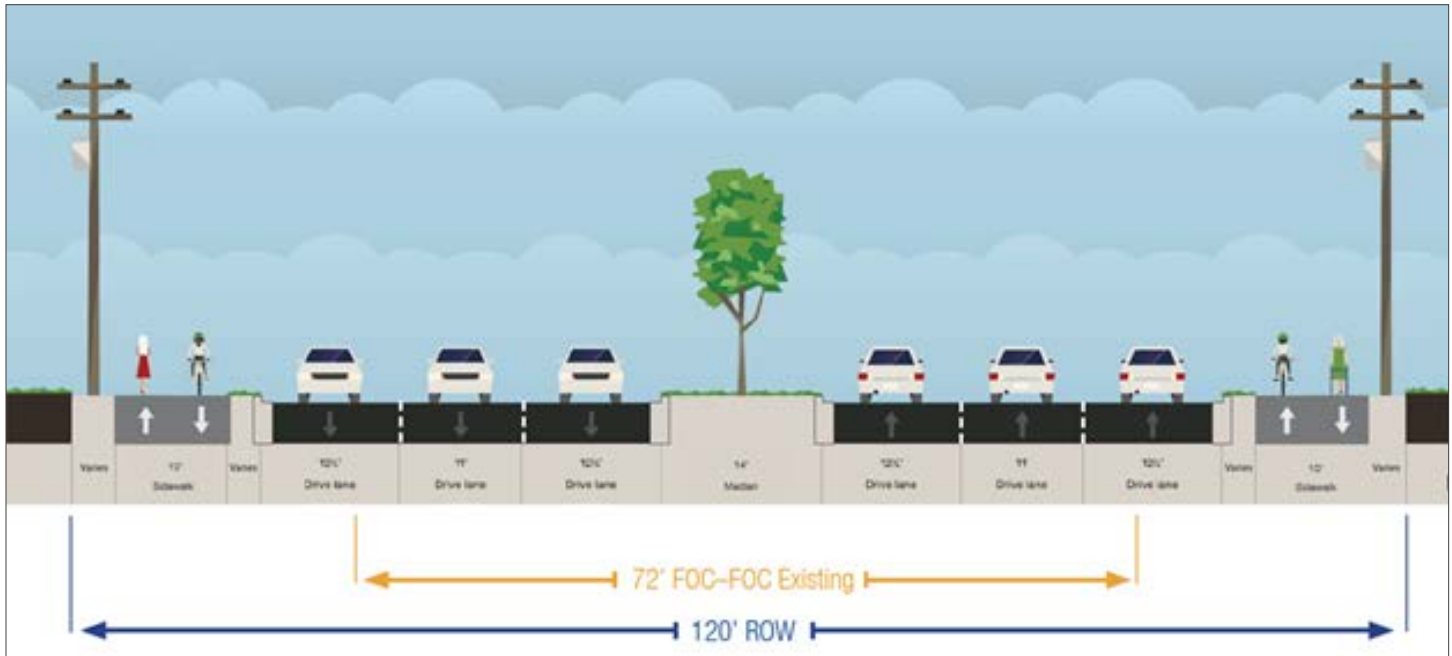 Varies
10'
Sidewalk
Varies
12½'
Drive lane
11'
Drive lane
12½'
Drive lane
14'
Median
12½'
Drive lane
11'
Drive lane
12½'
Drive lane
Varies
10'
Sidewalk
Varies
72' FOC–FOC Existing
120' ROW